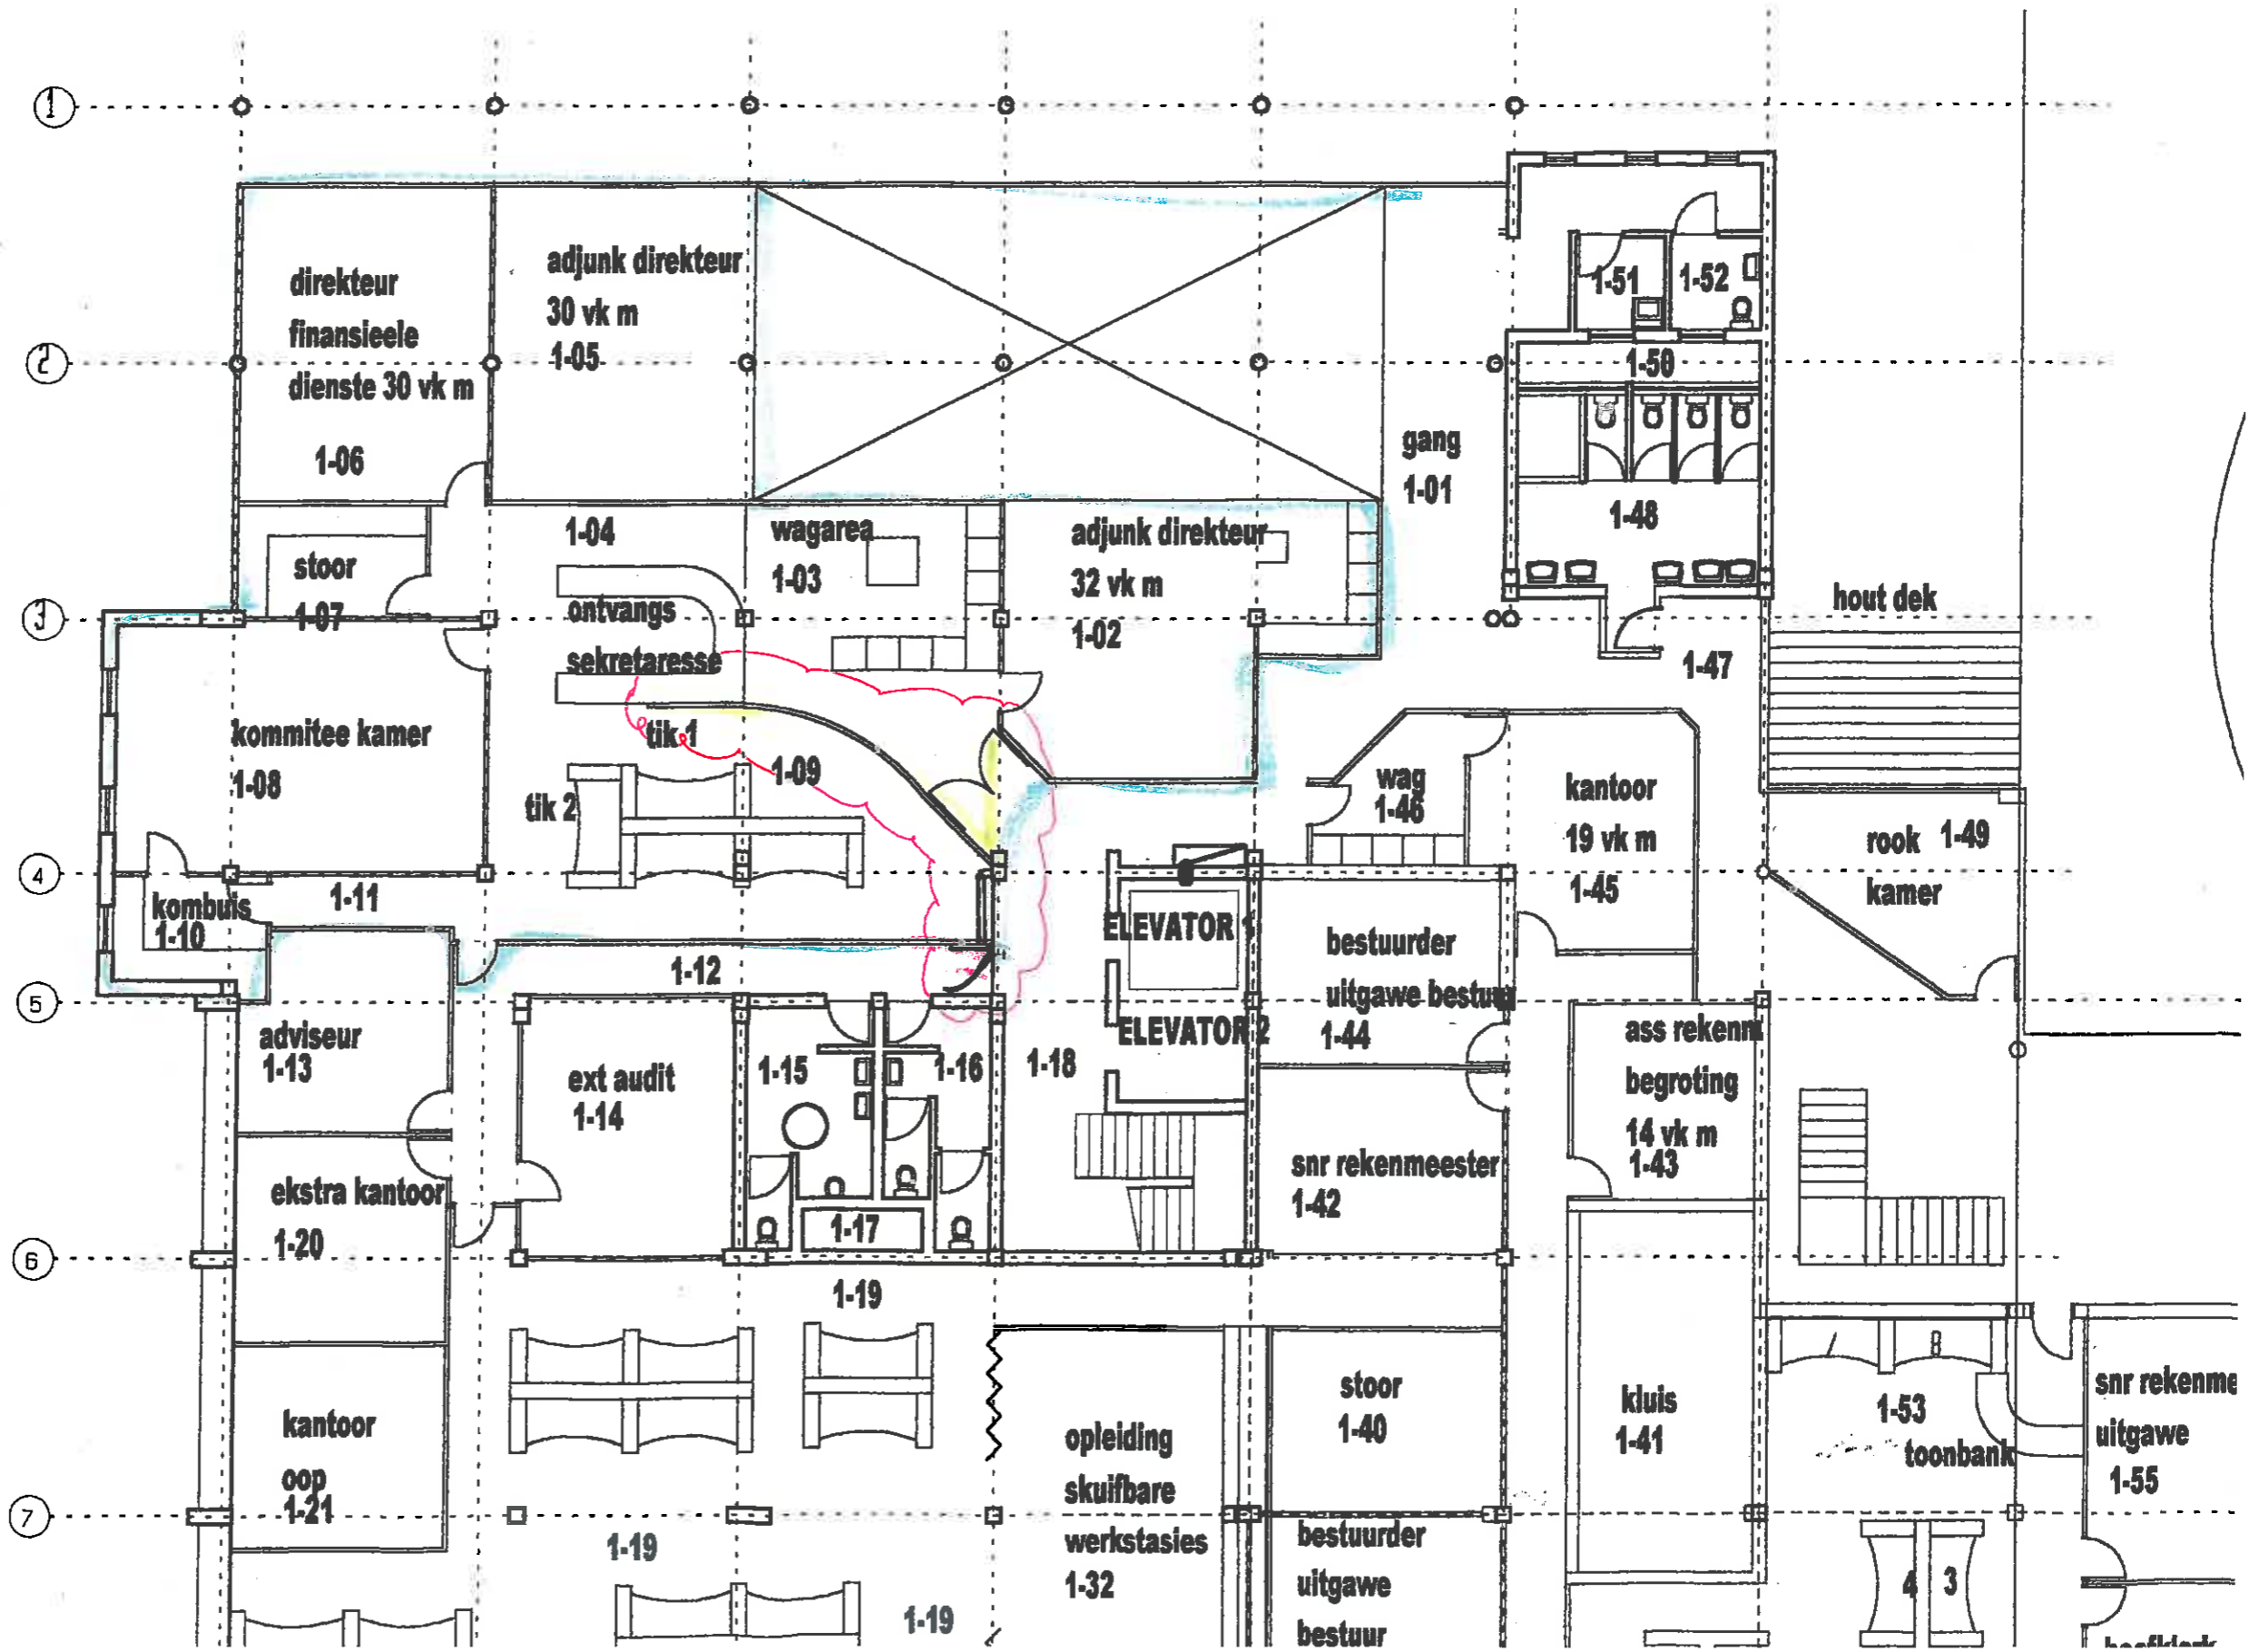 1
2
3
4
5
6
7
direkteur
finansieele
dienste 30 vk m
1-06
adjunk direkteur
30 vk m
1-05
gang
1-01
1-51
1-52
1-50
1-48
stoor
1-07
1-04
ontvangs
sekretaresse
wagarea
1-03
adjunk direkteur
32 vk m
1-02
hout dek
1-47
kommitee kamer
1-08
tik 1
1-09
tik 2
wag
1-46
kantoor
19 vk m
1-45
rook
kamer
1-49
kombuis
1-10
1-11
1-12
ELEVATOR 1
ELEVATOR 2
1-18
bestuurder
uitgawe bestuur
1-44
adviseur
1-13
ext audit
1-14
1-15
1-16
1-17
ass rekenm
begroting
14 vk m
1-43
snr rekenmeester
1-42
ekstra kantoor
1-20
1-19
kantoor
oop
1-21
opleiding
skuifbare
werkstasies
1-32
stoor
1-40
kluis
1-41
1-53
toonbank
snr rekenme
uitgawe
1-55
1-19
1-19
bestuurder
uitgawe
bestuur
4
3